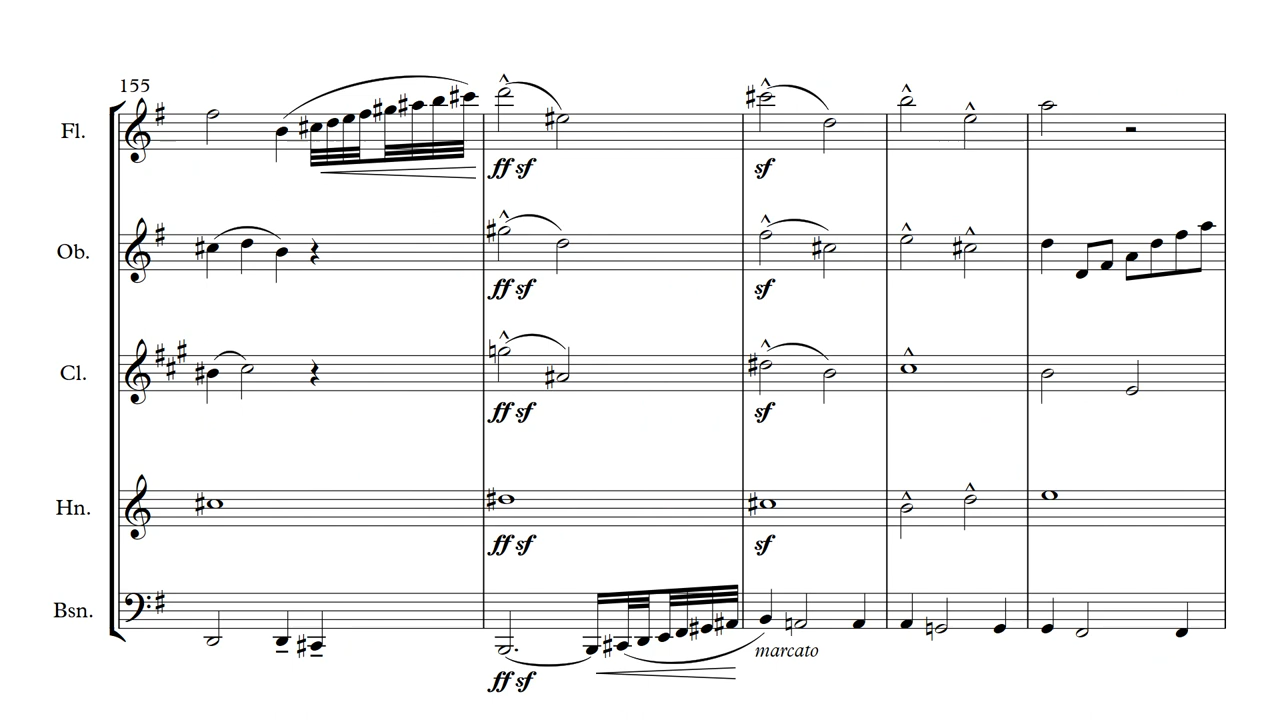 155
Fl.
ff sf
sf
Ob.
ff sf
sf
Cl.
ff sf
sf
Hn.
ff sf
sf
Bsn.
marcato
ff sf